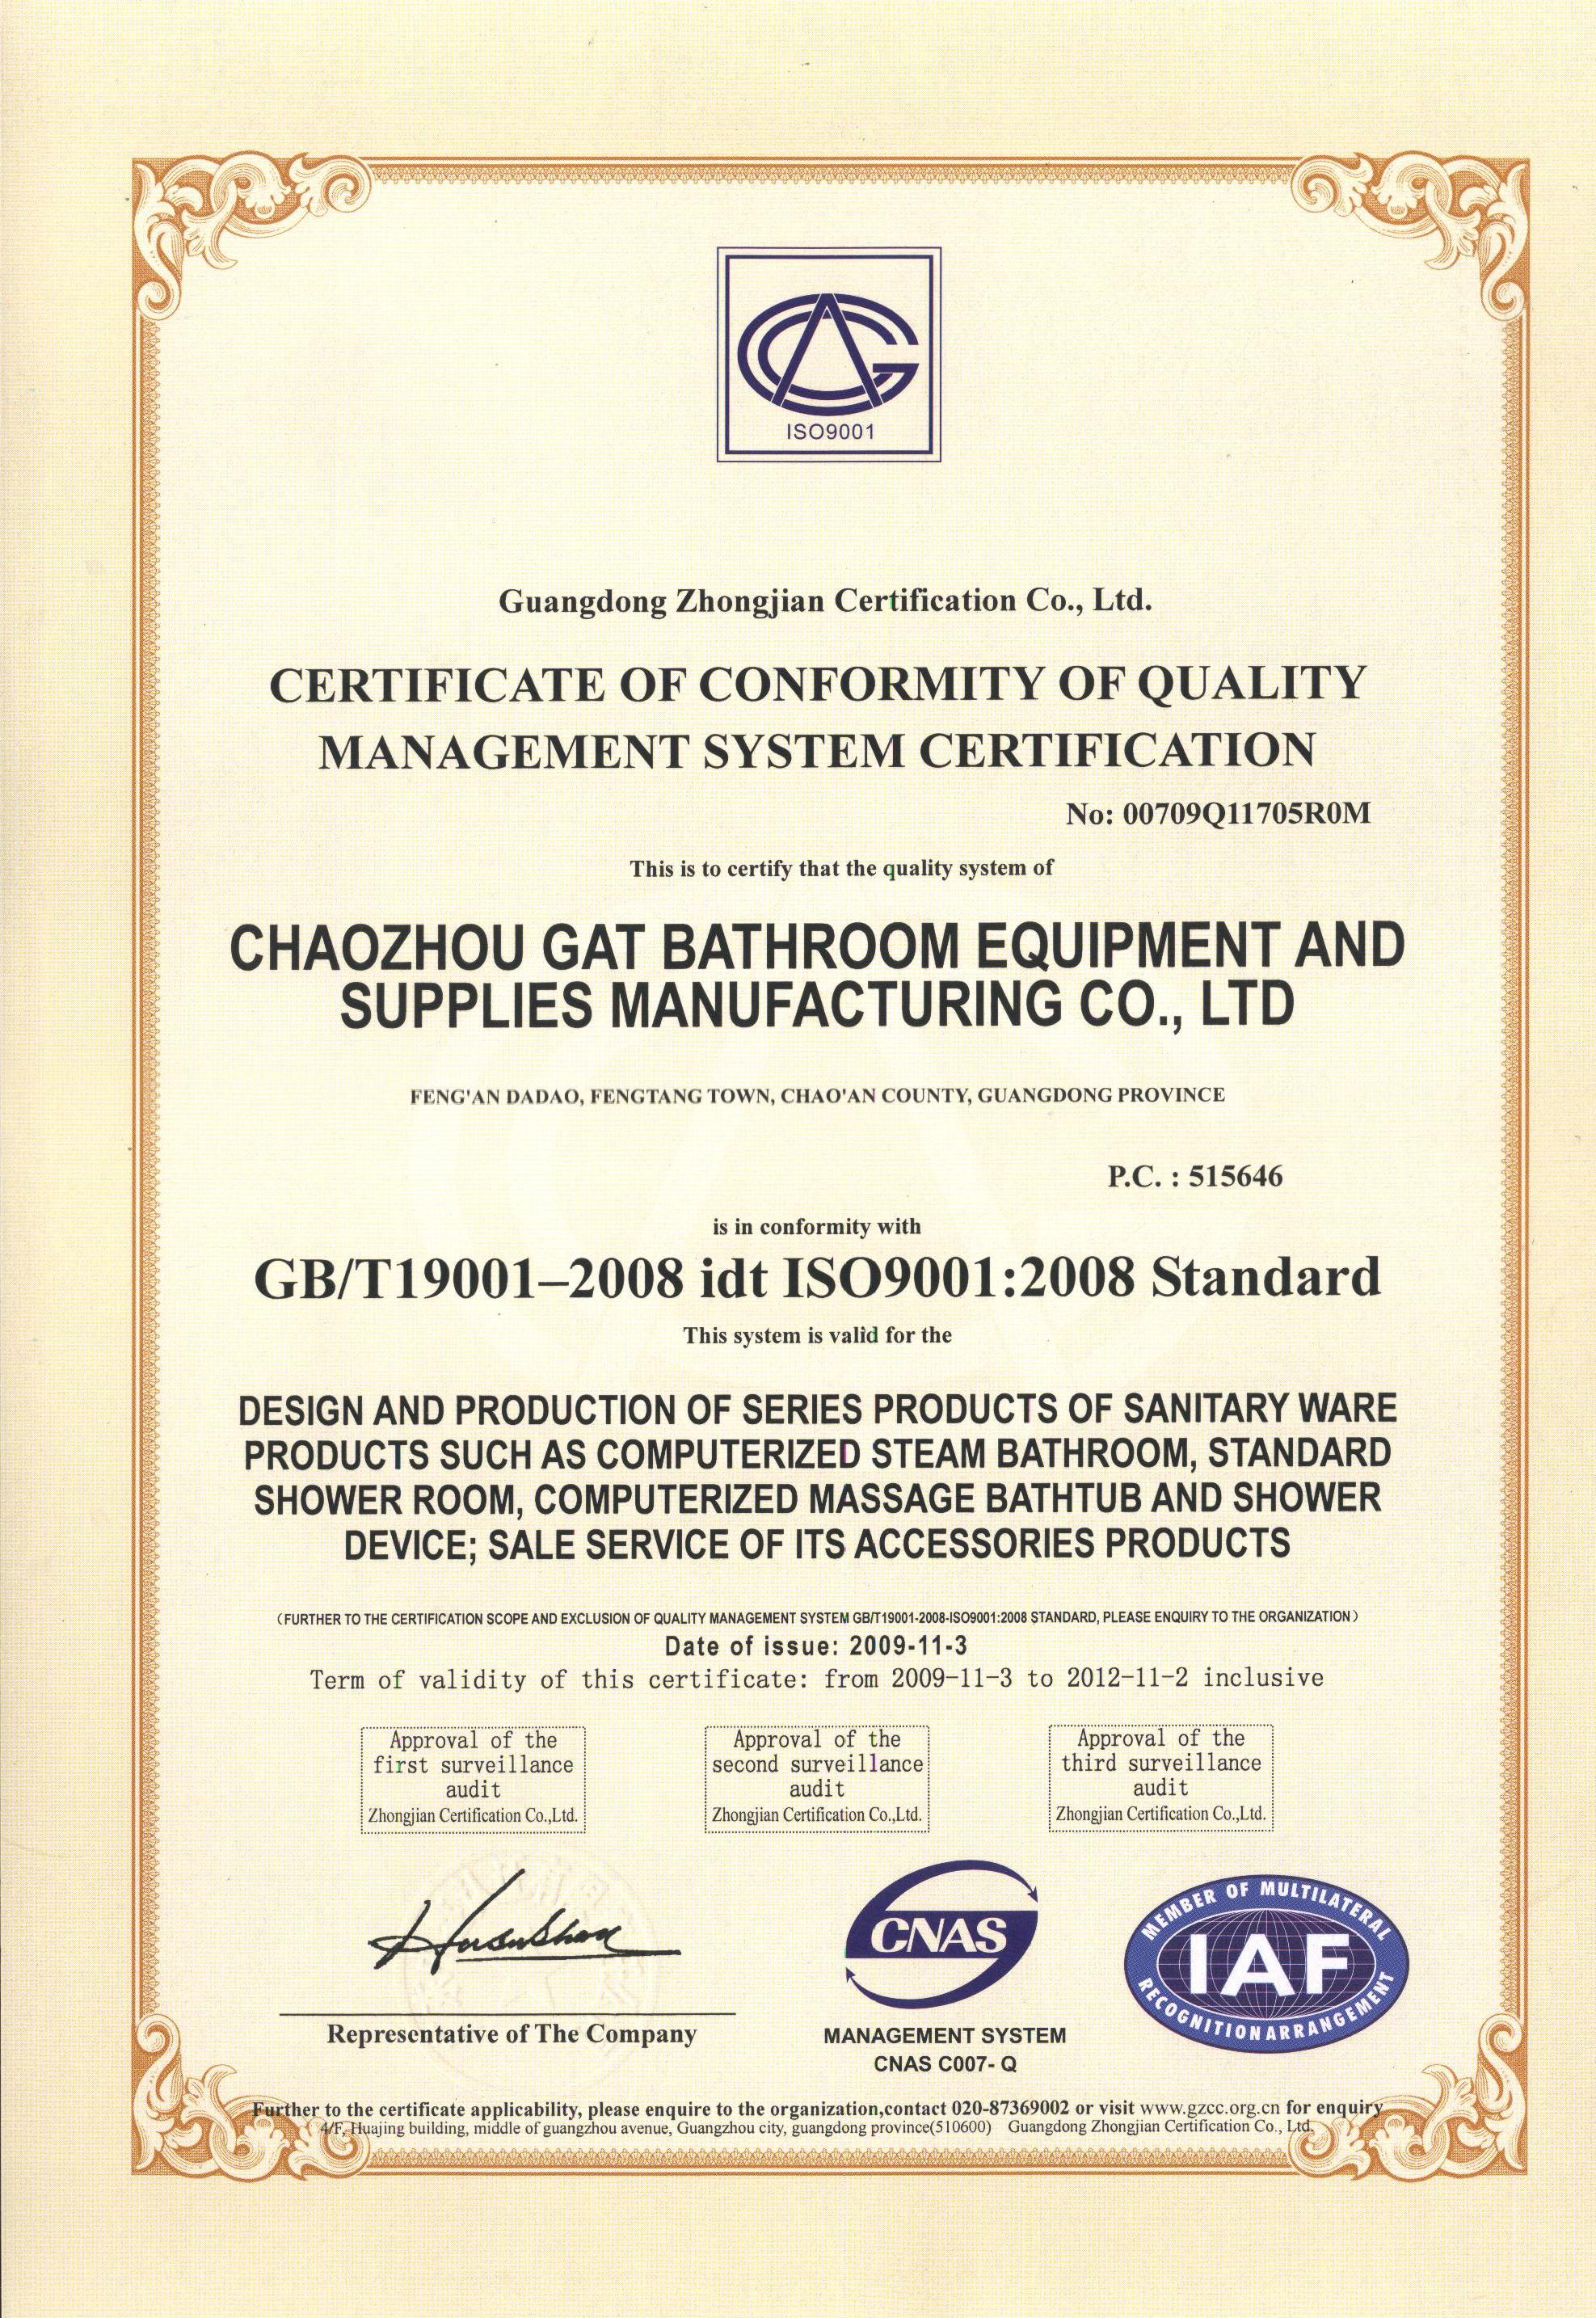 ISO9001
Guangdong Zhongjian Certification Co., Ltd.
CERTIFICATE OF CONFORMITY OF QUALITY
MANAGEMENT SYSTEM CERTIFICATION
No: 00709Q11705R0M
This is to certify that the quality system of
CHAOZHOU GAT BATHROOM EQUIPMENT AND
SUPPLIES MANUFACTURING CO., LTD
FENG'AN DADAO, FENGTANG TOWN, CHAO'AN COUNTY, GUANGDONG PROVINCE
P.C. : 515646
is in conformity with
GB/T19001–2008 idt ISO9001:2008 Standard
This system is valid for the
DESIGN AND PRODUCTION OF SERIES PRODUCTS OF SANITARY WARE
PRODUCTS SUCH AS COMPUTERIZED STEAM BATHROOM, STANDARD
SHOWER ROOM, COMPUTERIZED MASSAGE BATHTUB AND SHOWER
DEVICE; SALE SERVICE OF ITS ACCESSORIES PRODUCTS
(FURTHER TO THE CERTIFICATION SCOPE AND EXCLUSION OF QUALITY MANAGEMENT SYSTEM GB/T19001-2008-ISO9001:2008 STANDARD, PLEASE ENQUIRY TO THE ORGANIZATION)
Date of issue: 2009-11-3
Term of validity of this certificate: from 2009-11-3 to 2012-11-2 inclusive
Approval of the
first surveillance
audit
Zhongjian Certification Co.,Ltd.
Approval of the
second surveillance
audit
Zhongjian Certification Co.,Ltd.
Approval of the
third surveillance
audit
Zhongjian Certification Co.,Ltd.
Representative of The Company
CNAS
MANAGEMENT SYSTEM
CNAS C007- Q
MEMBER OF MULTILATERAL
IAF
RECOGNITION ARRANGEMENT
Further to the certificate applicability, please enquire to the organization,contact 020-87369002 or visit www.gzcc.org.cn for enquiry
4/F, Huajing building, middle of guangzhou avenue, Guangzhou city, guangdong province(510600) Guangdong Zhongjian Certification Co., Ltd.